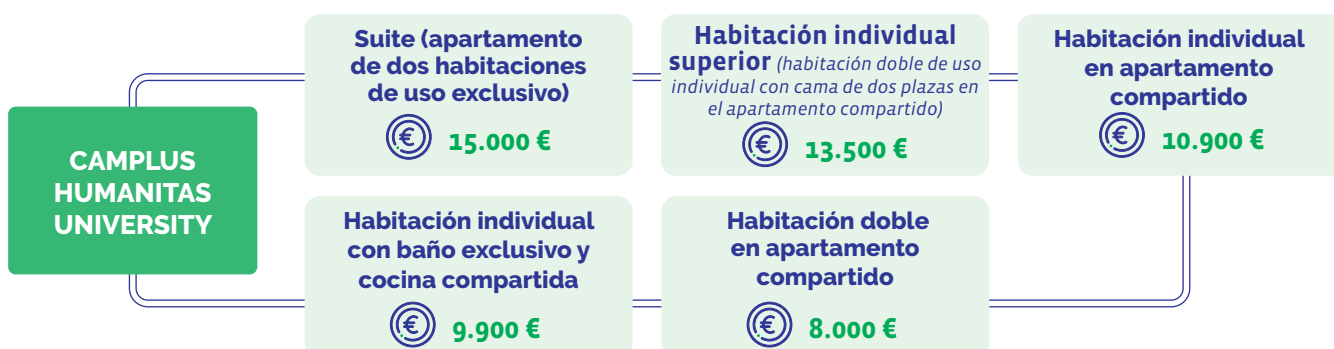 CAMPLUS
HUMANITAS
UNIVERSITY
Suite (apartamento
de dos habitaciones
de uso exclusivo)
15.000 €
Habitación individual
superior (habitación doble de uso
individual con cama de dos plazas en
el apartamento compartido)
13.500 €
Habitación individual
en apartamento
compartido
10.900 €
Habitación individual
con baño exclusivo y
cocina compartida
9.900 €
Habitación doble
en apartamento
compartido
8.000 €